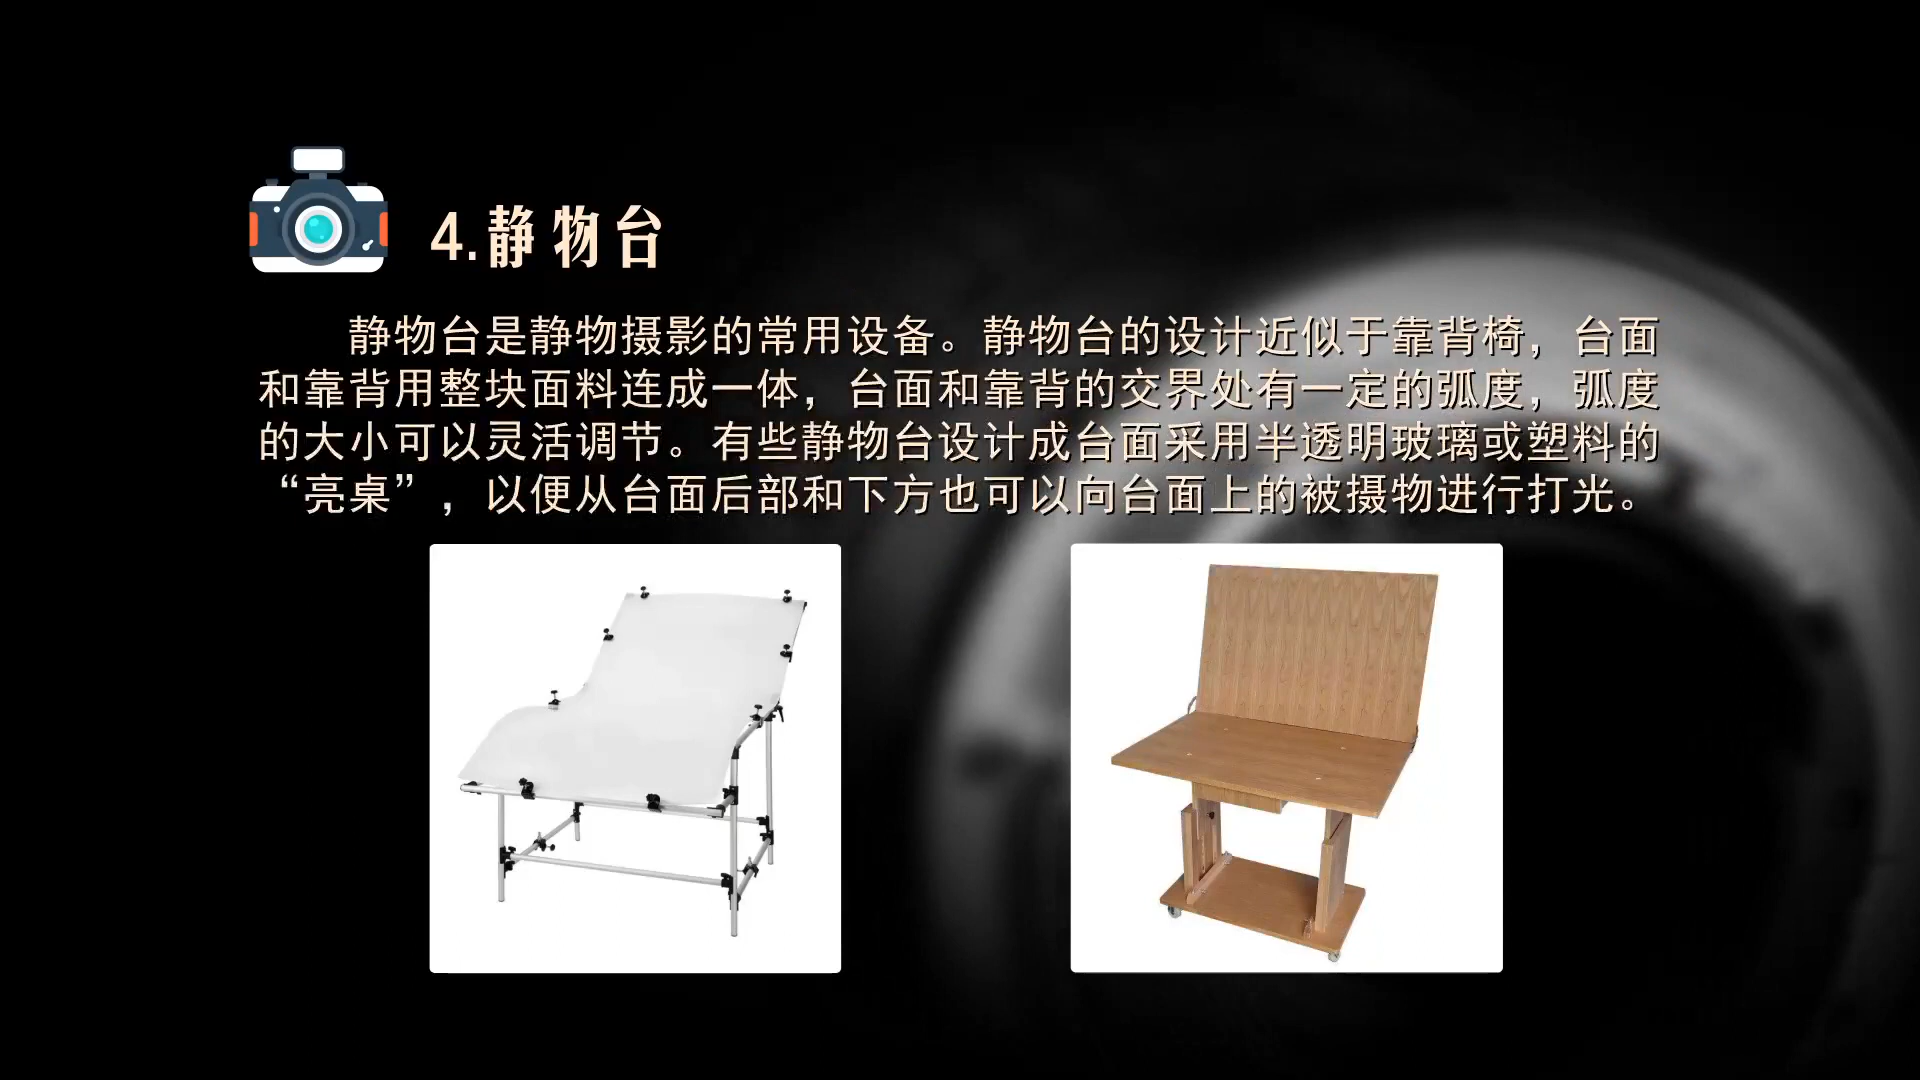 4.静物台
静物台是静物摄影的常用设备。静物台的设计近似于靠背椅，台面
和靠背用整块面料连成一体，台面和靠背的交界处有一定的弧度，弧度
的大小可以灵活调节。有些静物台设计成台面采用半透明玻璃或塑料的
“亮桌”，以便从台面后部和下方也可以向台面上的被摄物进行打光。